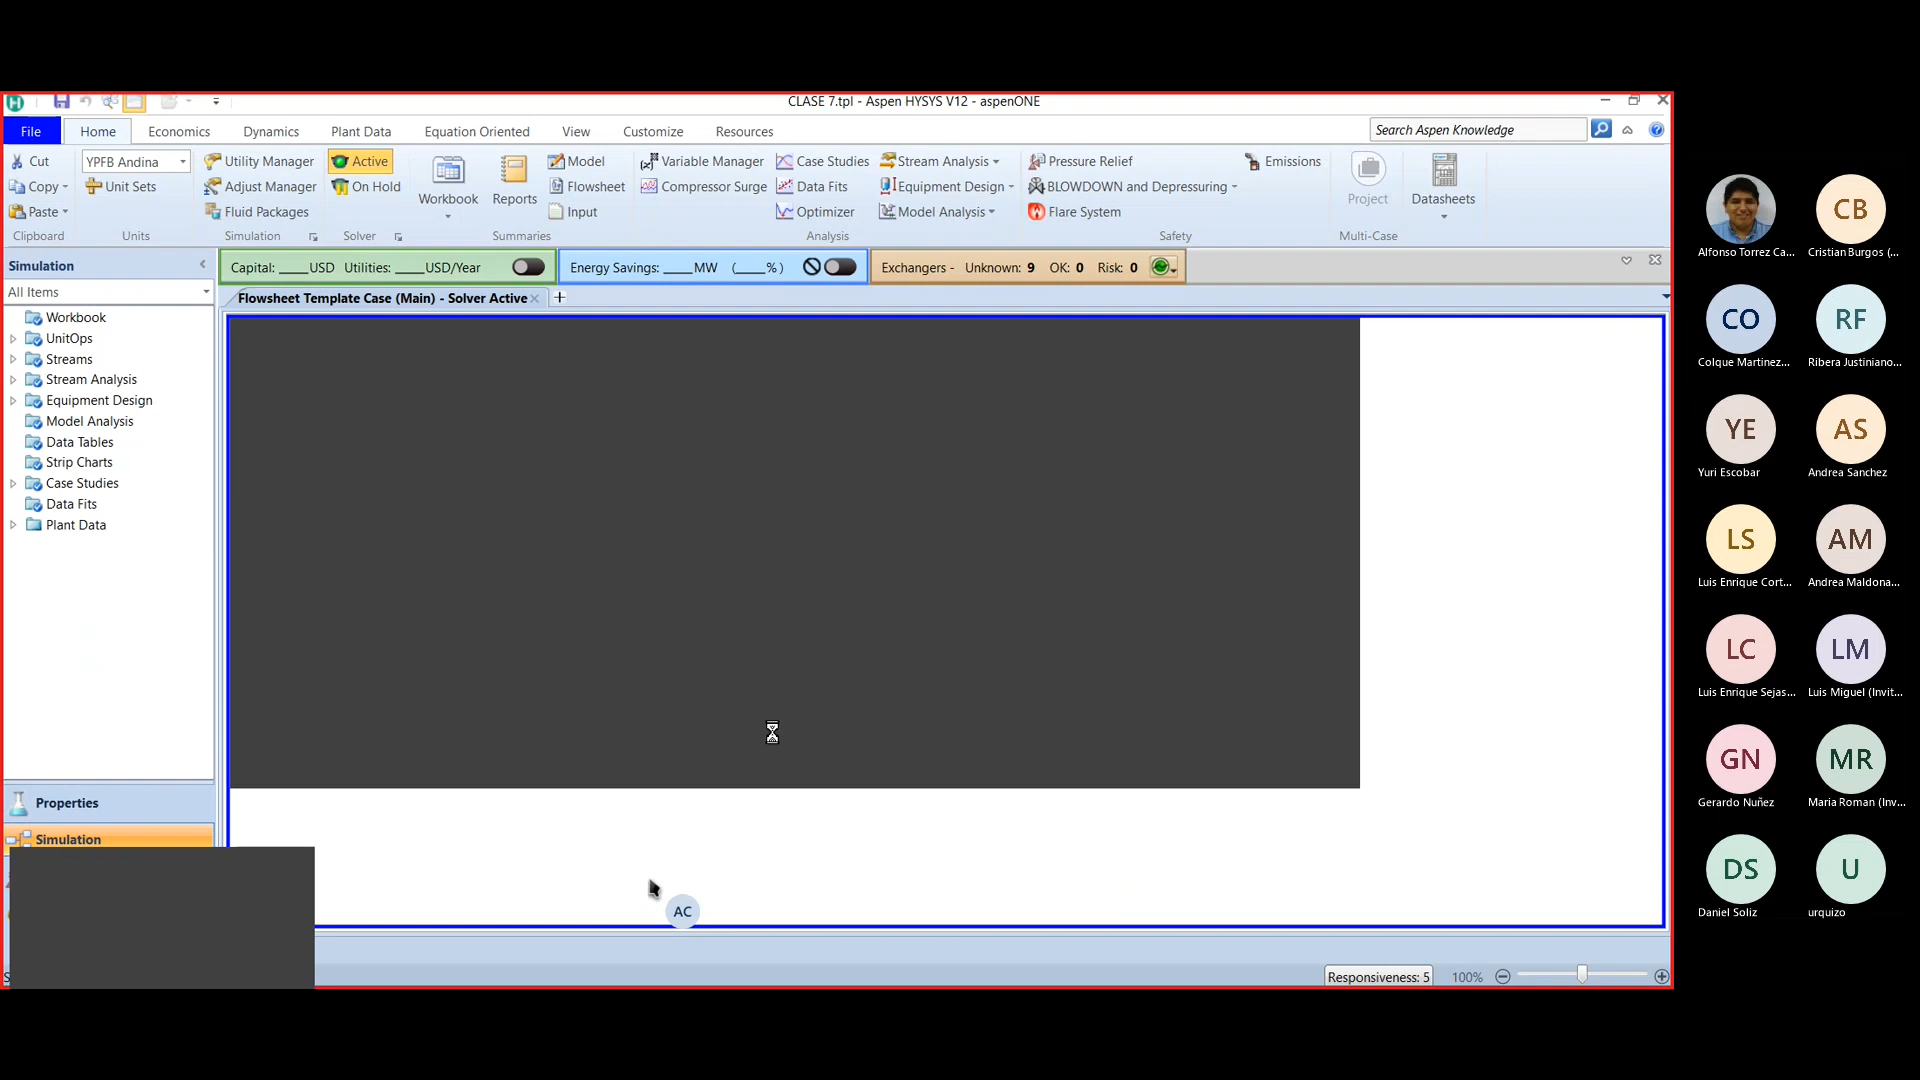 CLASE 7.tpl - Aspen HYSYS V12 - aspenONE
File Home Economics Dynamics Plant Data Equation Oriented View Customize Resources Search Aspen Knowledge
Cut YPFB Andina Utility Manager Active Model Variable Manager Case Studies Stream Analysis Pressure Relief Emissions
Copy Unit Sets Adjust Manager On Hold Workbook Reports Flowsheet Compressor Surge Data Fits Equipment Design BLOWDOWN and Depressuring Project Datasheets
Paste Fluid Packages Input Optimizer Model Analysis Flare System
Clipboard Units Simulation Solver Summaries Analysis Safety Multi-Case
Simulation
Capital: ____USD Utilities: ____USD/Year Energy Savings: ____MW (____%) Exchangers - Unknown: 9 OK: 0 Risk: 0
All Items
Flowsheet Template Case (Main) - Solver Active
Workbook
UnitOps
Streams
Stream Analysis
Equipment Design
Model Analysis
Data Tables
Strip Charts
Case Studies
Data Fits
Plant Data
Properties
Simulation
AC
Responsiveness: 5 100%
Alfonso Torrez Ca...
CB
Cristian Burgos (...
CO
Colque Martinez...
RF
Ribera Justiniano...
YE
Yuri Escobar
AS
Andrea Sanchez
LS
Luis Enrique Cort...
AM
Andrea Maldona...
LC
Luis Enrique Sejas...
LM
Luis Miguel (Invit...
GN
Gerardo Nuñez
MR
Maria Roman (Inv...
DS
Daniel Soliz
U
urquizo